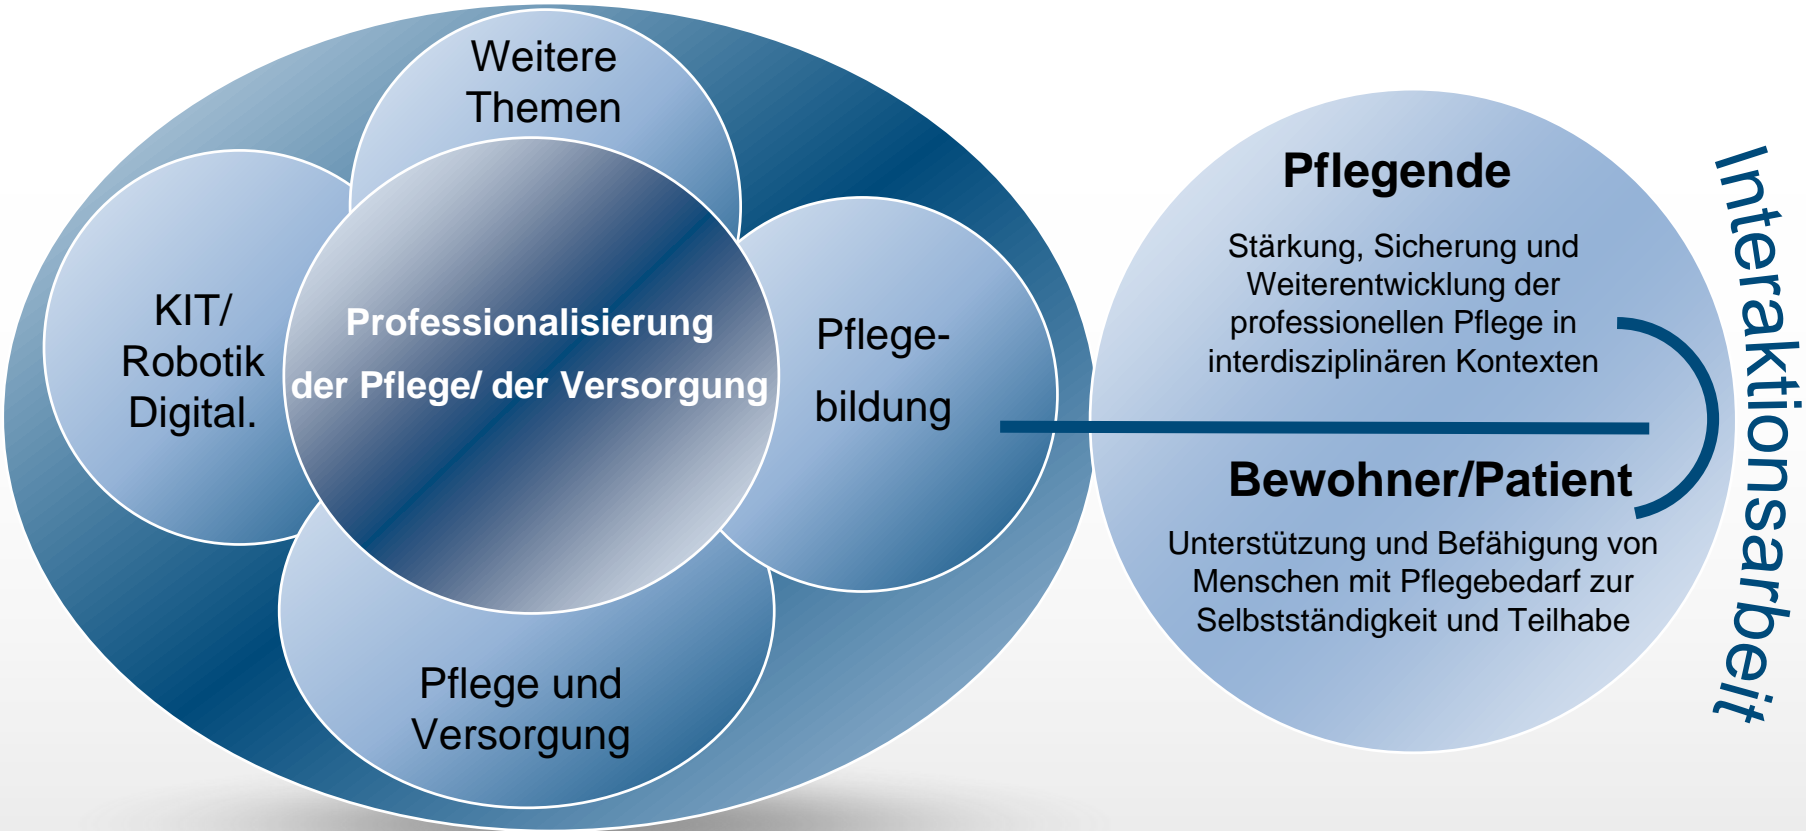 Weitere
Themen
KIT/
Robotik
Digital.
Professionalisierung
der Pflege/ der Versorgung
Pflege-
bildung
Pflege und
Versorgung
Pflegende
Stärkung, Sicherung und
Weiterentwicklung der
professionellen Pflege in
interdisziplinären Kontexten
Bewohner/Patient
Unterstützung und Befähigung von
Menschen mit Pflegebedarf zur
Selbstständigkeit und Teilhabe
Interaktionsarbeit